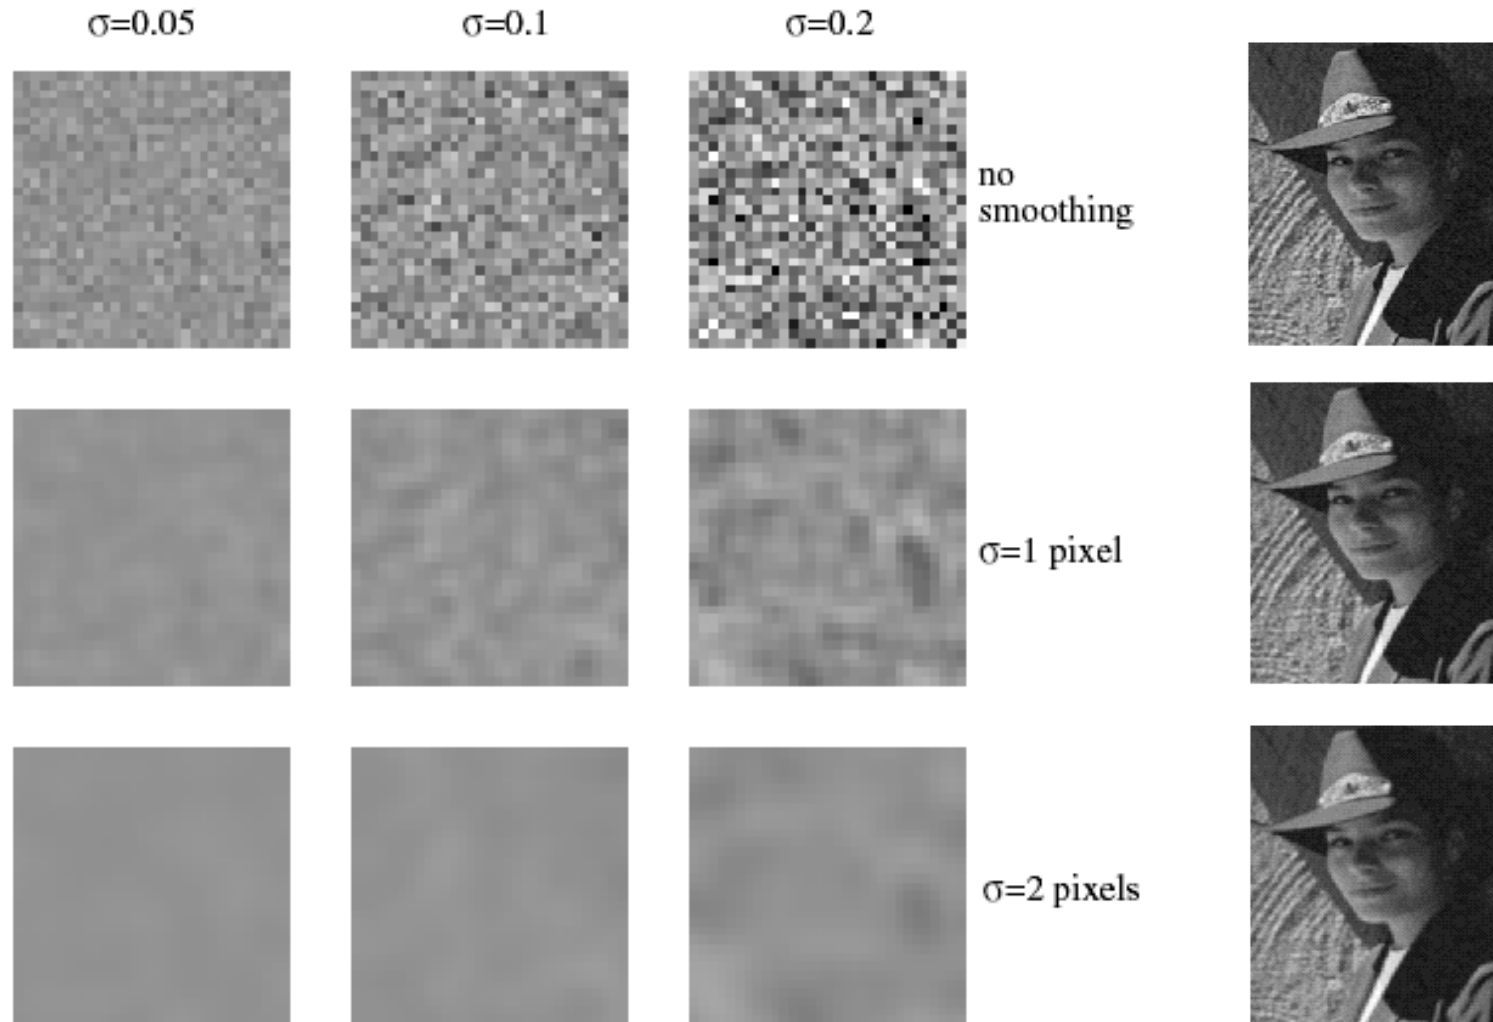 σ=0.05
σ=0.1
σ=0.2
no
smoothing
σ=1 pixel
σ=2 pixels